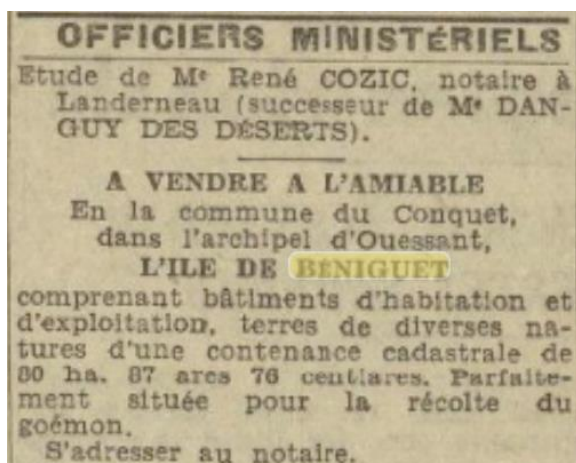 OFFICIERS MINISTÉRIELS
Etude de Me René COZIC, notaire à
Landerneau (successeur de Me DAN-
GUY DES DÉSERTS).
A VENDRE A L'AMIABLE
En la commune du Conquet,
dans l'archipel d'Ouessant,
L'ILE DE BÉNIGUET
comprenant bâtiments d'habitation et
d'exploitation, terres de diverses na-
tures d'une contenance cadastrale de
80 ha. 87 ares 76 centiares. Parfaite-
ment située pour la récolte du
goémon.
S'adresser au notaire.